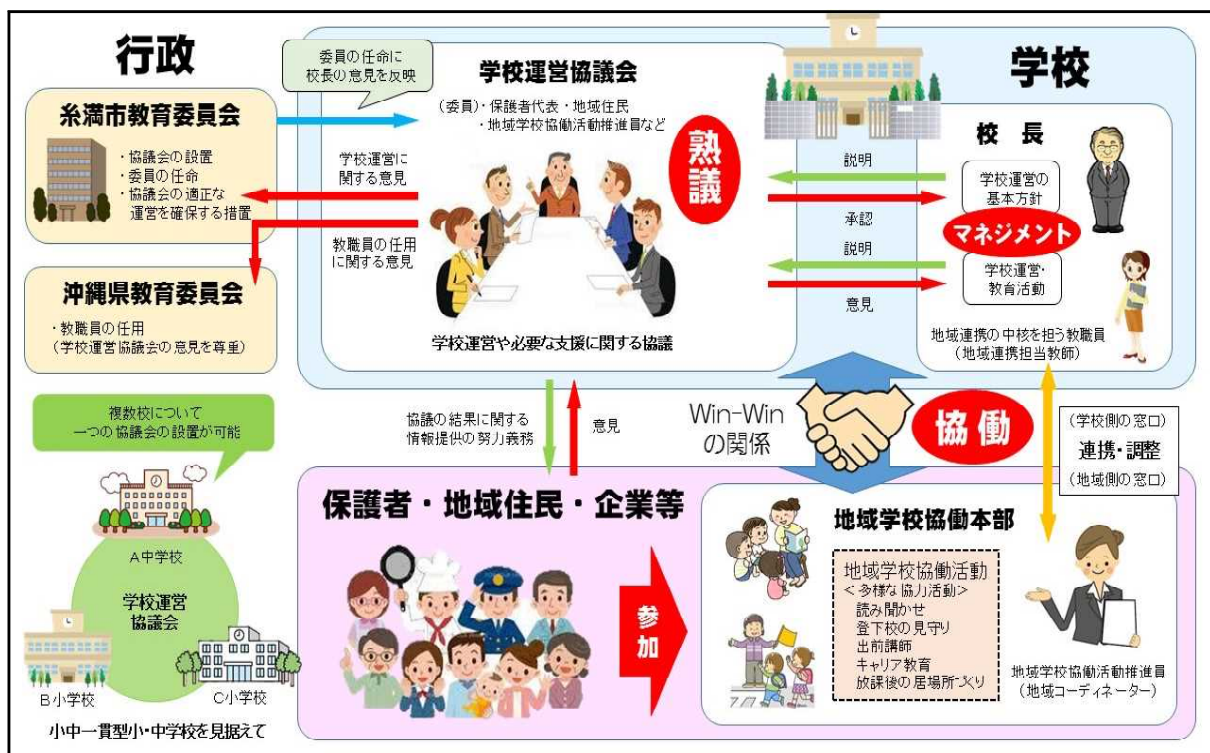 行政
糸満市教育委員会
・協議会の設置
・委員の任命
・協議会の適正な
運営を確保する措置
沖縄県教育委員会
・教職員の任用
(学校運営協議会の意見を尊重)
委員の任命に
校長の意見を反映
学校運営に
関する意見
教職員の任用
に関する意見
学校運営協議会
(委員)・保護者代表・地域住民
・地域学校協働活動推進員など
熟議
学校運営や必要な支援に関する協議
学校
説明
承認
説明
意見
校 長
学校運営の
基本方針
マネジメント
学校運営・
教育活動
地域連携の中核を担う教職員
(地域連携担当教師)
複数校について
一つの協議会の設置が可能
A中学校
学校運営
協議会
B小学校
C小学校
小中一貫型小・中学校を見据えて
協議の結果に関する
情報提供の努力義務
意見
Win-Win
の関係
協働
(学校側の窓口)
連携・調整
(地域側の窓口)
保護者・地域住民・企業等
参加
地域学校協働本部
地域学校協働活動
<多様な協力活動>
読み聞かせ
登下校の見守り
出前講師
キャリア教育
放課後の居場所づくり
地域学校協働活動推進員
(地域コーディネーター)